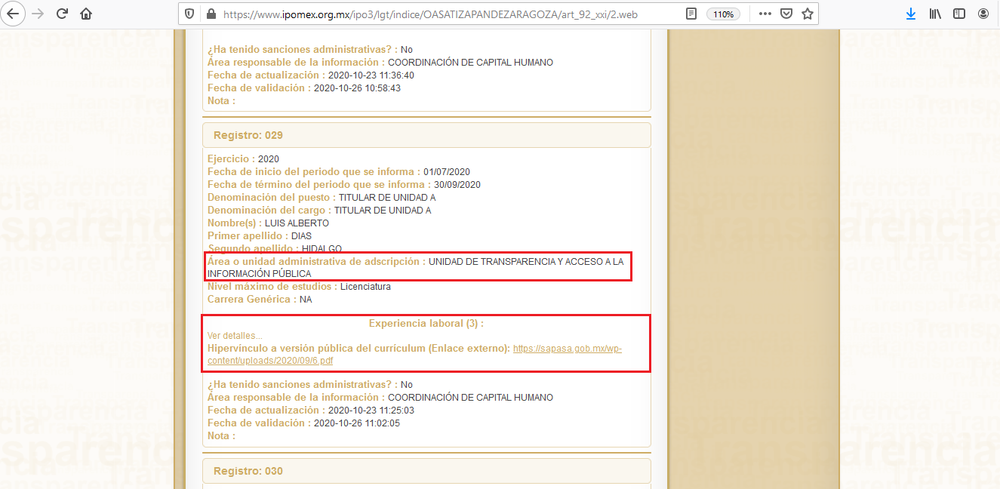 https://www.ipomex.org.mx/ipo3/lgt/indice/OASATIZAPANDEZARAGOZA/art_92_xxi/2.web
110%
¿Ha tenido sanciones administrativas? : No
Área responsable de la información : COORDINACIÓN DE CAPITAL HUMANO
Fecha de actualización : 2020-10-23 11:36:40
Fecha de validación : 2020-10-26 10:58:43
Nota :
Registro: 029
Ejercicio : 2020
Fecha de inicio del periodo que se informa : 01/07/2020
Fecha de término del periodo que se informa : 30/09/2020
Denominación del puesto : TITULAR DE UNIDAD A
Denominación del cargo : TITULAR DE UNIDAD A
Nombre(s) : LUIS ALBERTO
Primer apellido : DIAS
Segundo apellido : HIDALGO
Área o unidad administrativa de adscripción : UNIDAD DE TRANSPARENCIA Y ACCESO A LA
INFORMACIÓN PÚBLICA
Nivel máximo de estudios : Licenciatura
Carrera Genérica : NA
Experiencia laboral (3) :
Ver detalles...
Hipervínculo a versión pública del currículum (Enlace externo): https://sapasa.gob.mx/wp-
content/uploads/2020/09/6.pdf
¿Ha tenido sanciones administrativas? : No
Área responsable de la información : COORDINACIÓN DE CAPITAL HUMANO
Fecha de actualización : 2020-10-23 11:25:03
Fecha de validación : 2020-10-26 11:02:05
Nota :
Registro: 030